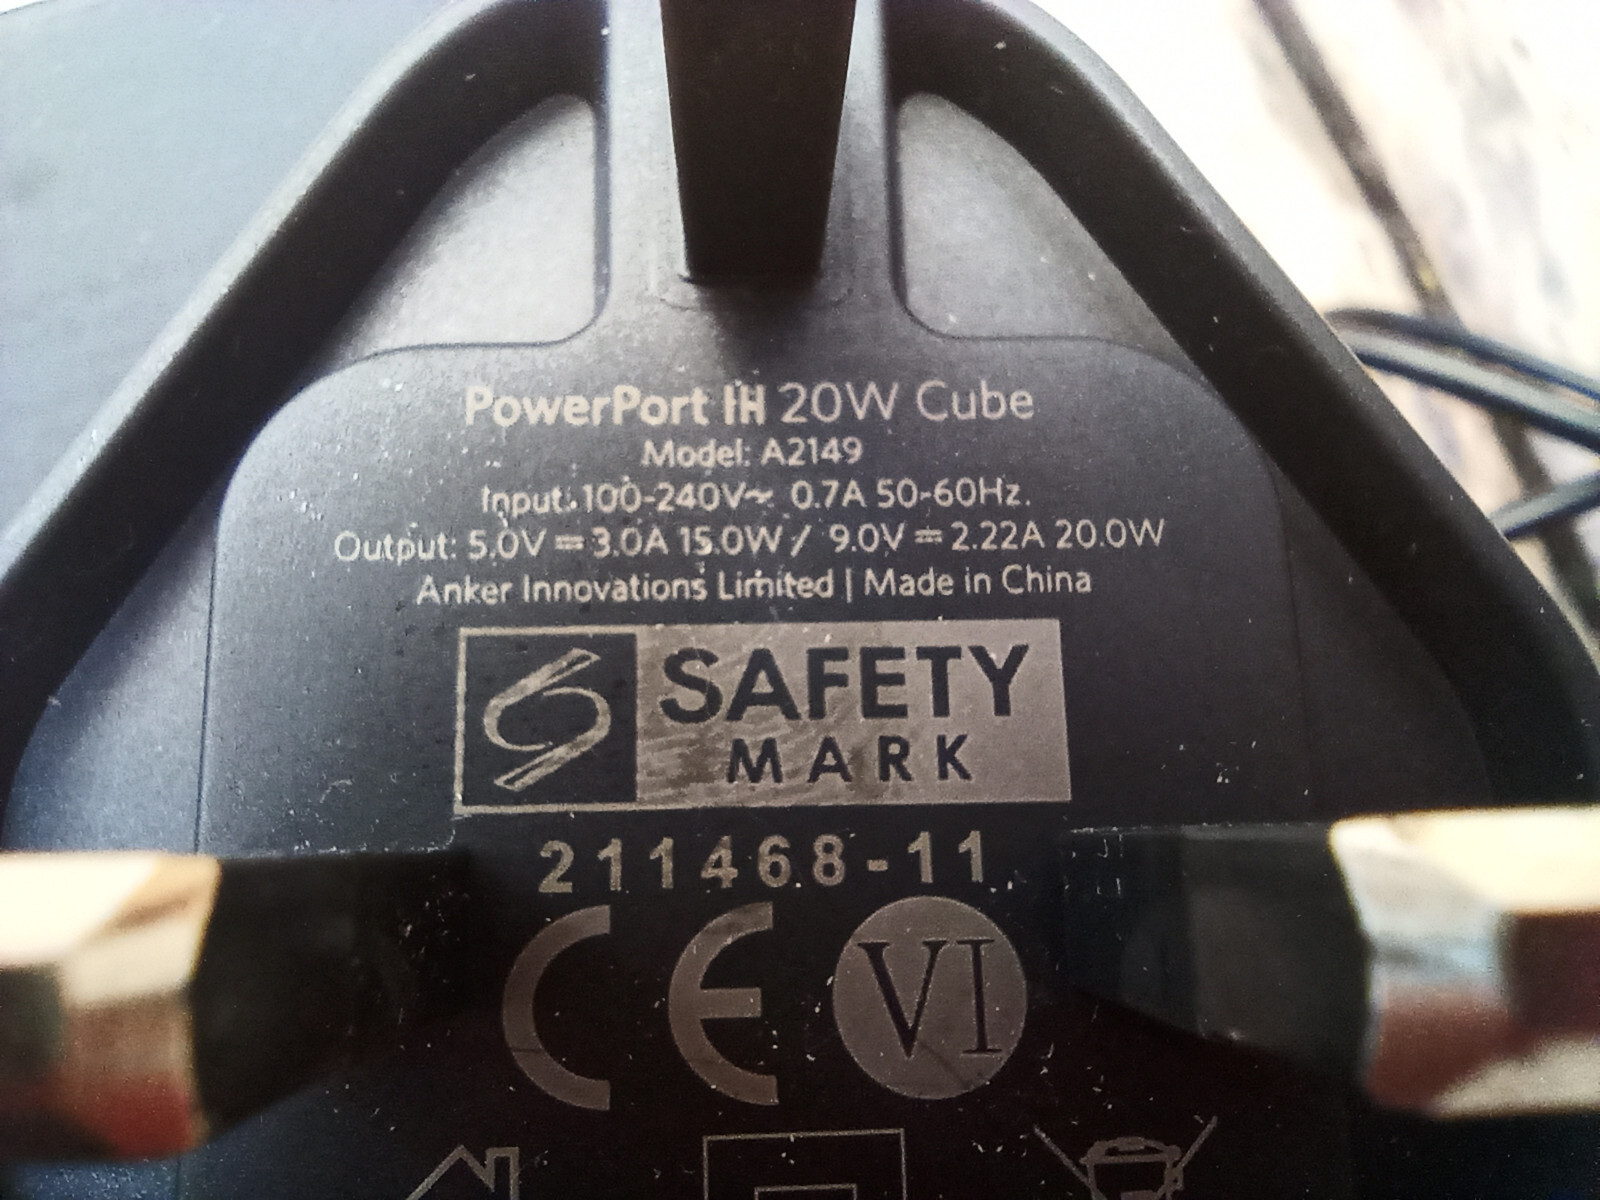 PowerPort III 20W Cube
Model: A2149
Input: 100-240V~ 0.7A 50-60Hz.
Output: 5.0V ⎓ 3.0A 15.0W / 9.0V ⎓ 2.22A 20.0W
Anker Innovations Limited | Made in China
SAFETY
MARK
211468-11
CE VI